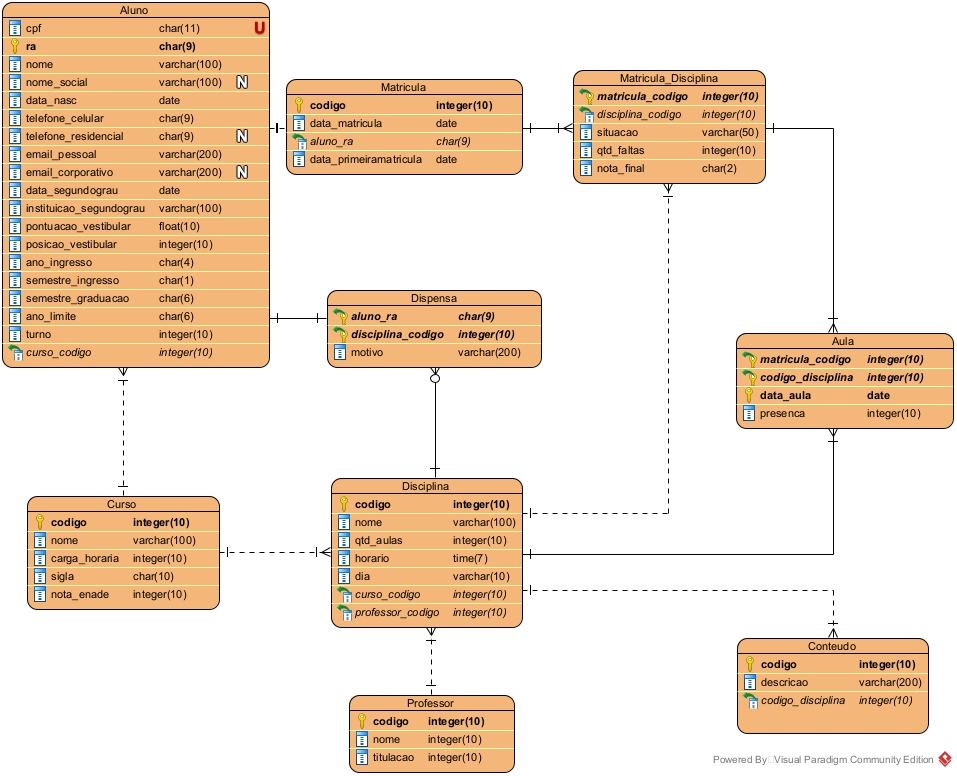 Aluno
cpf char(11) U
ra char(9)
nome varchar(100)
nome_social varchar(100) N
data_nasc date
telefone_celular char(9)
telefone_residencial char(9) N
email_pessoal varchar(200)
email_corporativo varchar(200) N
data_segundograu date
instituicao_segundograu varchar(100)
pontuacao_vestibular float(10)
posicao_vestibular integer(10)
ano_ingresso char(4)
semestre_ingresso char(1)
semestre_graduacao char(6)
ano_limite char(6)
turno integer(10)
curso_codigo integer(10)
Matricula
codigo integer(10)
data_matricula date
aluno_ra char(9)
data_primeiramatricula date
Matricula_Disciplina
matricula_codigo integer(10)
disciplina_codigo integer(10)
situacao varchar(50)
qtd_faltas integer(10)
nota_final char(2)
Dispensa
aluno_ra char(9)
disciplina_codigo integer(10)
motivo varchar(200)
Aula
matricula_codigo integer(10)
codigo_disciplina integer(10)
data_aula date
presenca integer(10)
Curso
codigo integer(10)
nome varchar(100)
carga_horaria integer(10)
sigla char(10)
nota_enade integer(10)
Disciplina
codigo integer(10)
nome varchar(100)
qtd_aulas integer(10)
horario time(7)
dia varchar(10)
curso_codigo integer(10)
professor_codigo integer(10)
Conteudo
codigo integer(10)
descricao varchar(200)
codigo_disciplina integer(10)
Professor
codigo integer(10)
nome integer(10)
titulacao integer(10)
Powered By Visual Paradigm Community Edition